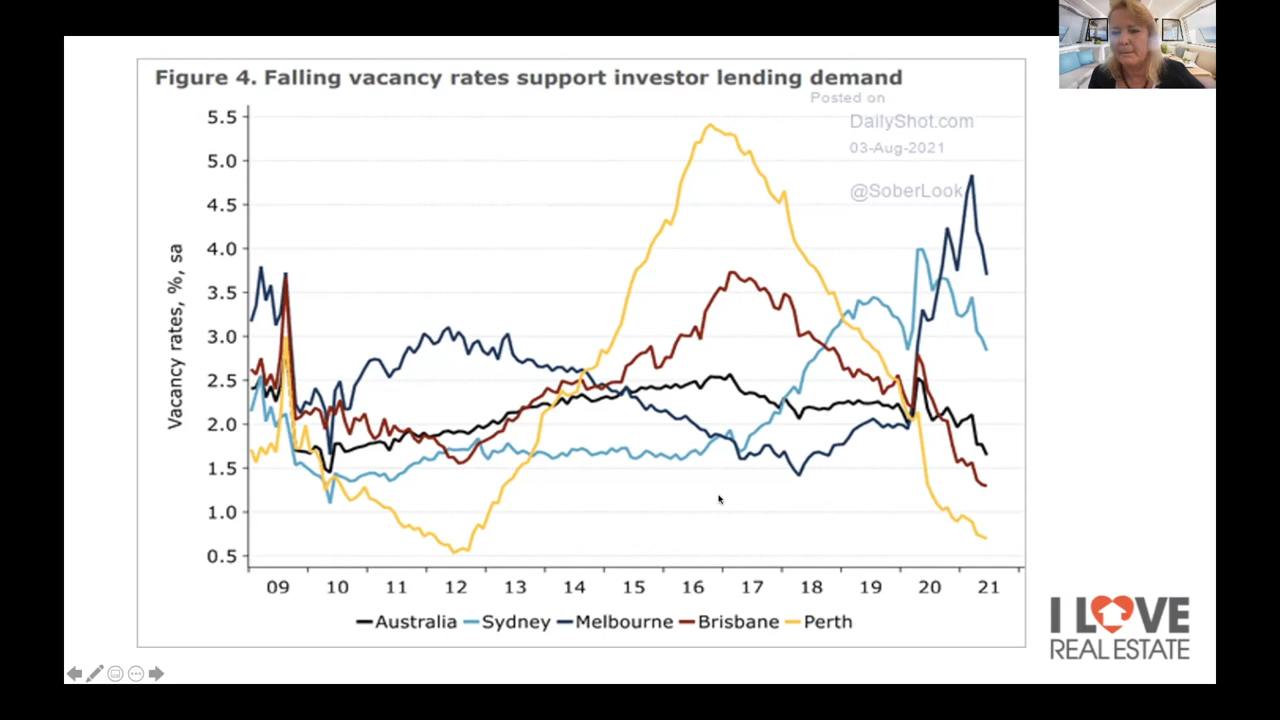 Figure 4. Falling vacancy rates support investor lending demand
Posted on
DailyShot.com
03-Aug-2021
@SoberLook
Vacancy rates, %, sa
5.5
5.0
4.5
4.0
3.5
3.0
2.5
2.0
1.5
1.0
0.5
09 10 11 12 13 14 15 16 17 18 19 20 21
Australia Sydney Melbourne Brisbane Perth
I LOVE
REAL ESTATE